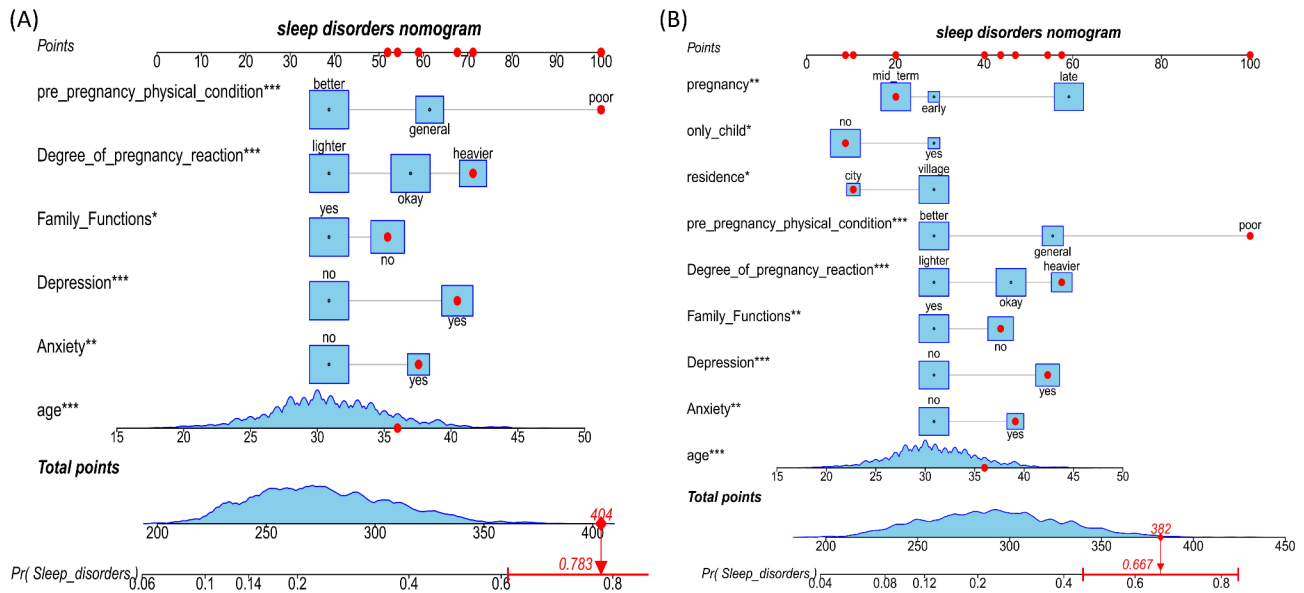 (A)
sleep disorders nomogram
Points
0 10 20 30 40 50 60 70 80 90 100
better
pre_pregnancy_physical_condition***
poor
general
lighter
heavier
Degree_of_pregnancy_reaction***
okay
yes
Family_Functions*
no
no
Depression***
yes
no
Anxiety**
yes
age***
15 20 25 30 35 40 45 50
Total points
404
200 250 300 350 400
0.783
Pr( Sleep_disorders )
0.06 0.1 0.14 0.2 0.4 0.6 0.8
(B)
sleep disorders nomogram
Points
0 10 20 30 40 50 60 70 80 90 100
mid_term late
pregnancy**
early
no
only_child*
yes
city village
residence*
better
pre_pregnancy_physical_condition***
poor
general
lighter
heavier
Degree_of_pregnancy_reaction***
okay
yes
Family_Functions**
no
no
Depression***
yes
no
Anxiety**
yes
age***
15 20 25 30 35 40 45 50
Total points
382
200 250 300 350 400 450
0.667
Pr( Sleep_disorders )
0.04 0.08 0.12 0.2 0.4 0.6 0.8